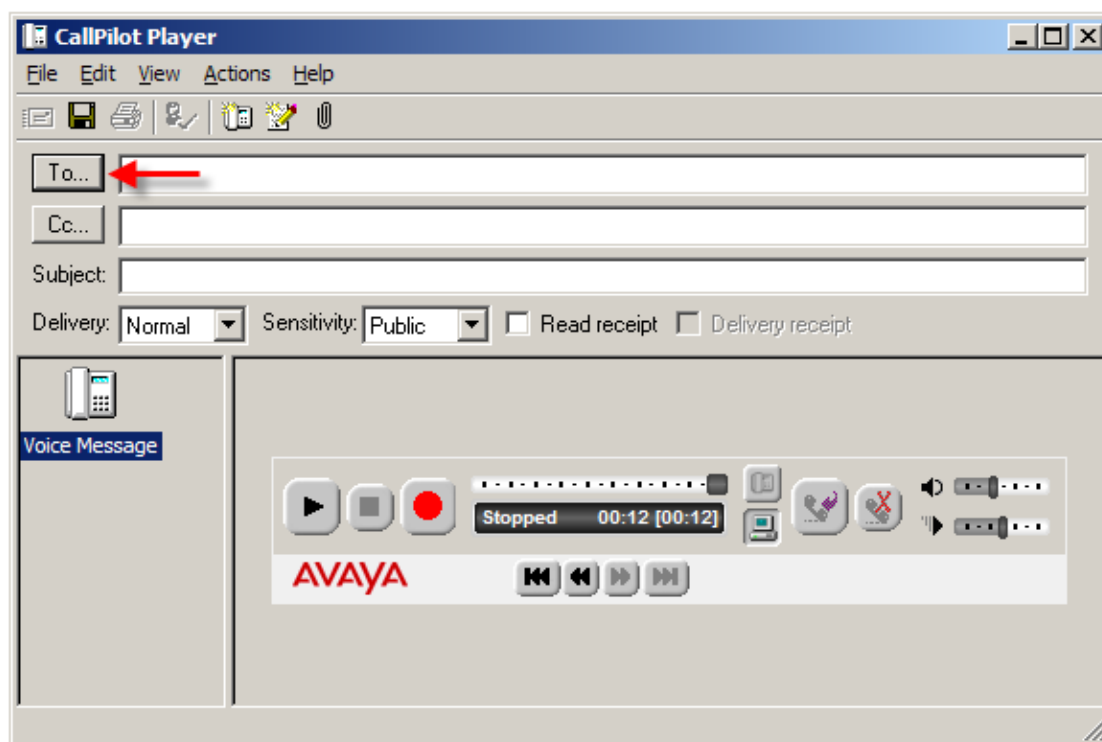 CallPilot Player
File Edit View Actions Help
To...
Cc...
Subject:
Delivery: Normal Sensitivity: Public Read receipt Delivery receipt
Voice Message
Stopped 00:12 [00:12]
AVAYA